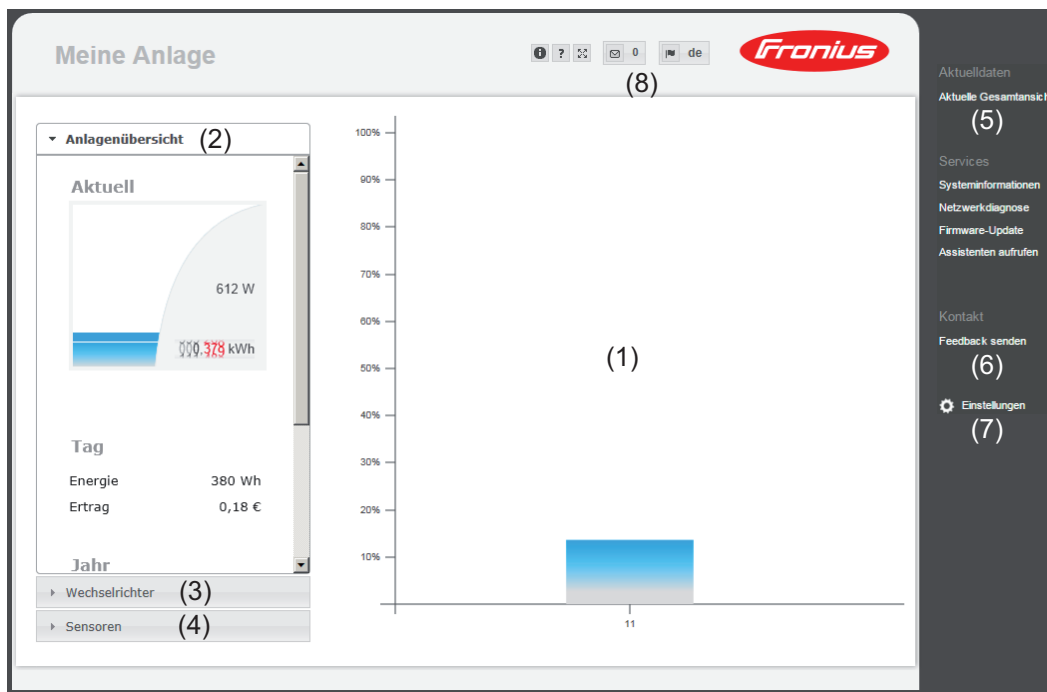 Meine Anlage
i ? 0 de
Fronius
(8)
Anlagenübersicht (2)
Aktuell
612 W
000.379 kWh
Tag
Energie 380 Wh
Ertrag 0,18 €
Jahr
Wechselrichter (3)
Sensoren (4)
100%
90%
80%
70%
60%
50%
40%
30%
20%
10%
(1)
11
Aktuelldaten
Aktuelle Gesamtansich
(5)
Services
Systeminformationen
Netzwerkdiagnose
Firmware-Update
Assistenten aufrufen
Kontakt
Feedback senden
(6)
Einstellungen
(7)